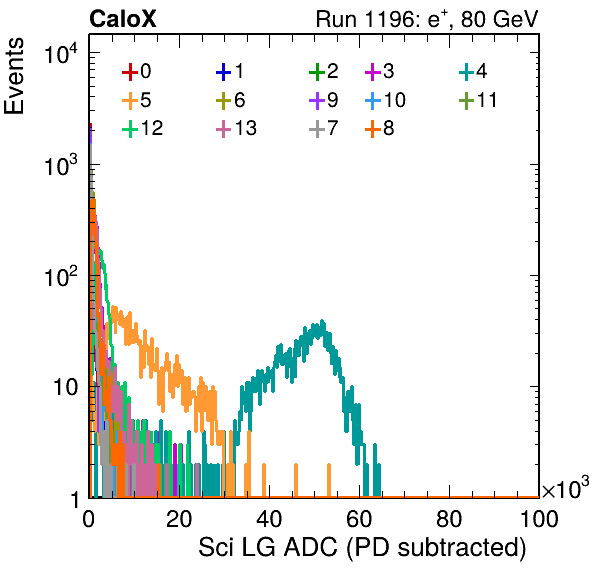 CaloX Run 1196: e⁺, 80 GeV
Events
10⁴
10³
10²
10
1
0 1 2 3 4
5 6 9 10 11
12 13 7 8
0 20 40 60 80 100
×10³
Sci LG ADC (PD subtracted)